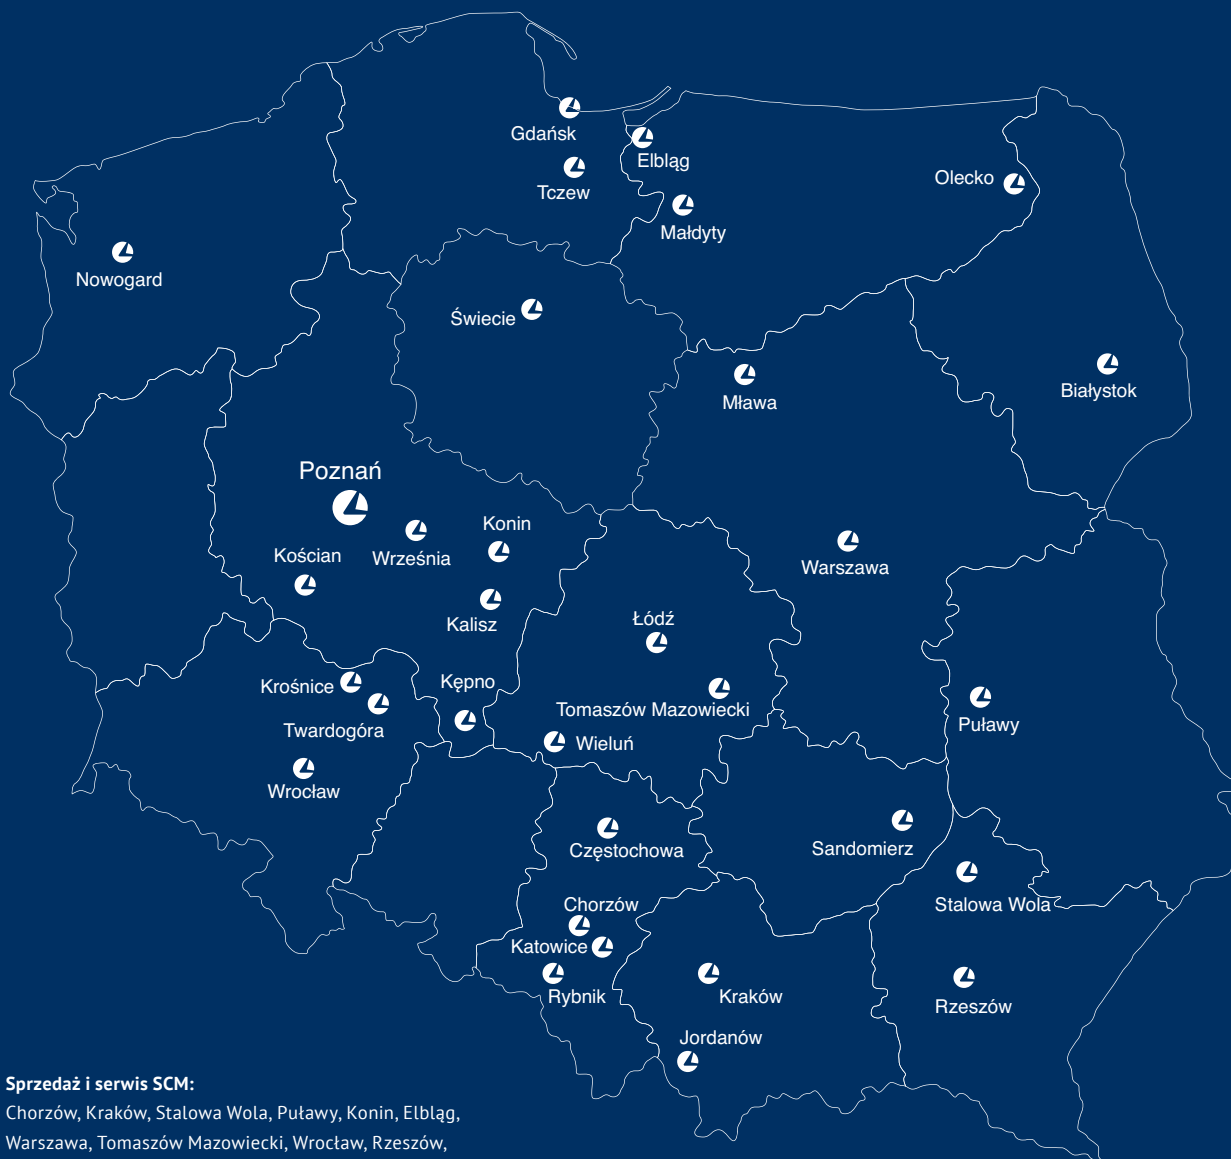 Gdańsk
Elbląg
Tczew
Olecko
Małdyty
Nowogard
Świecie
Białystok
Mława
Poznań
Konin
Kościan
Września
Warszawa
Kalisz
Łódź
Krośnice
Kępno
Tomaszów Mazowiecki
Twardogóra
Puławy
Wieluń
Wrocław
Częstochowa
Sandomierz
Chorzów
Stalowa Wola
Katowice
Rybnik
Kraków
Rzeszów
Jordanów
Sprzedaż i serwis SCM:
Chorzów, Kraków, Stalowa Wola, Puławy, Konin, Elbląg,
Warszawa, Tomaszów Mazowiecki, Wrocław, Rzeszów,